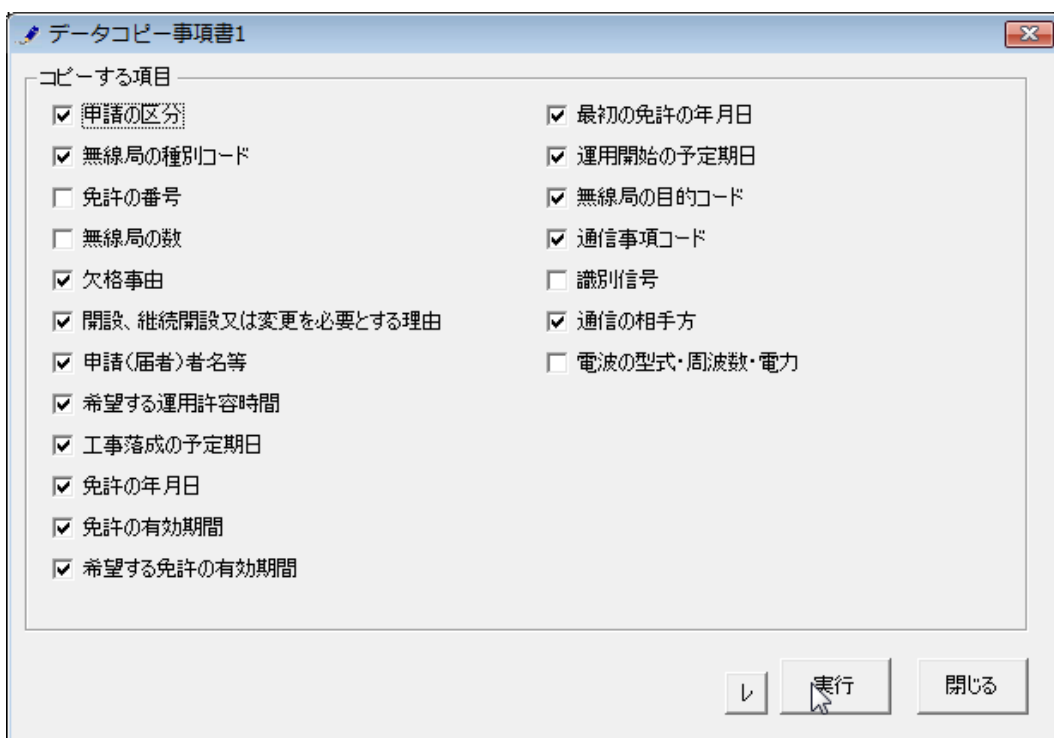 データコピー事項書1
コピーする項目
申請の区分
無線局の種別コード
免許の番号
無線局の数
欠格事由
開設、継続開設又は変更を必要とする理由
申請(届者)者名等
希望する運用許容時間
工事落成の予定期日
免許の年月日
免許の有効期間
希望する免許の有効期間
最初の免許の年月日
運用開始の予定期日
無線局の目的コード
通信事項コード
識別信号
通信の相手方
電波の型式・周波数・電力
レ
実行
閉じる